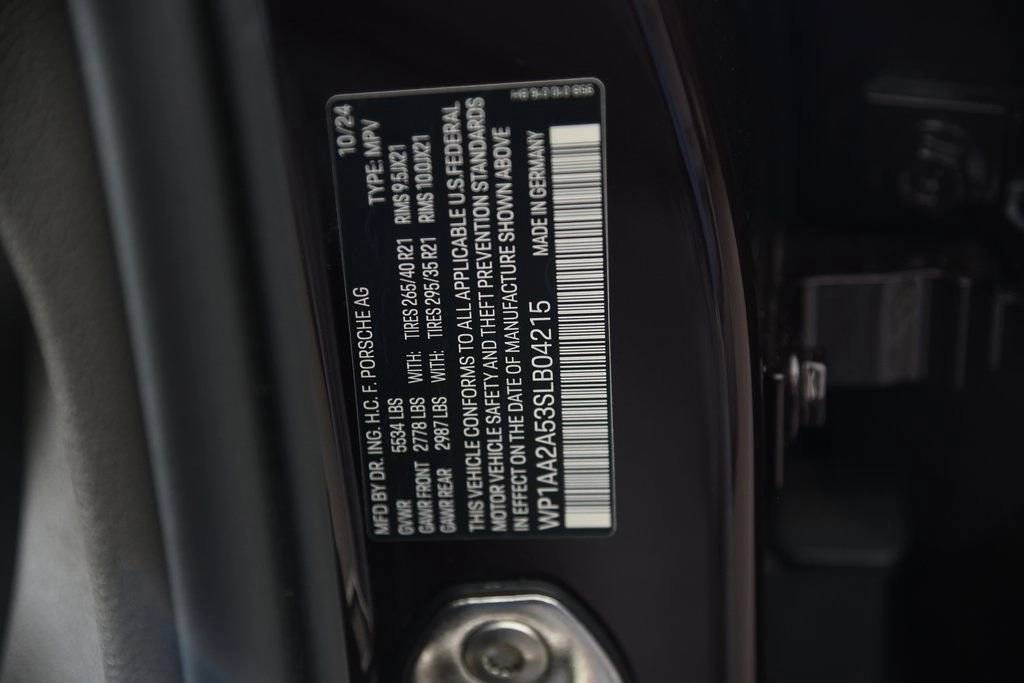 10/24
MFD BY DR. ING. H.C. F. PORSCHE AG TYPE: MPV
GVWR 5534 LBS
GAWR FRONT 2778 LBS WITH: TIRES 265/40 R21 RIMS 9.5JX21
GAWR REAR 2987 LBS WITH: TIRES 295/35 R21 RIMS 10.0JX21
THIS VEHICLE CONFORMS TO ALL APPLICABLE U.S. FEDERAL
MOTOR VEHICLE SAFETY AND THEFT PREVENTION STANDARDS
IN EFFECT ON THE DATE OF MANUFACTURE SHOWN ABOVE
WP1AA2A53SLB04215 MADE IN GERMANY